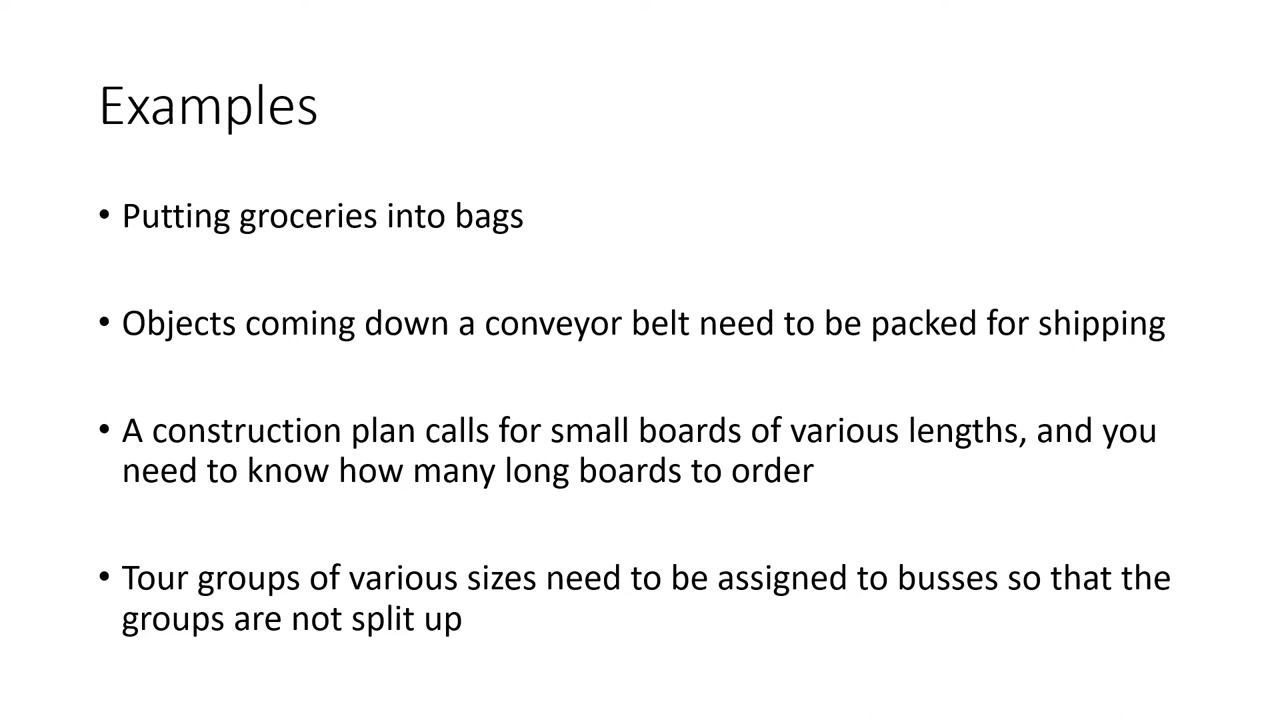 Examples
• Putting groceries into bags
• Objects coming down a conveyor belt need to be packed for shipping
• A construction plan calls for small boards of various lengths, and you
need to know how many long boards to order
• Tour groups of various sizes need to be assigned to busses so that the
groups are not split up